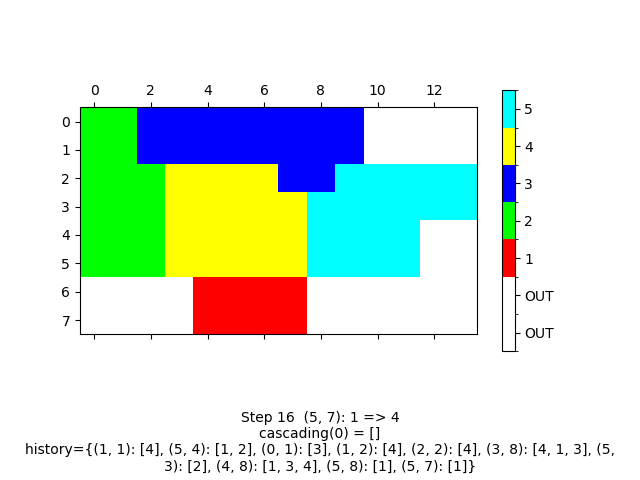 0 2 4 6 8 10 12
0
1
2
3
4
5
6
7
5
4
3
2
1
OUT
OUT
Step 16  (5, 7): 1 => 4
cascading(0) = []
history={(1, 1): [4], (5, 4): [1, 2], (0, 1): [3], (1, 2): [4], (2, 2): [4], (3, 8): [4, 1, 3], (5,
3): [2], (4, 8): [1, 3, 4], (5, 8): [1], (5, 7): [1]}